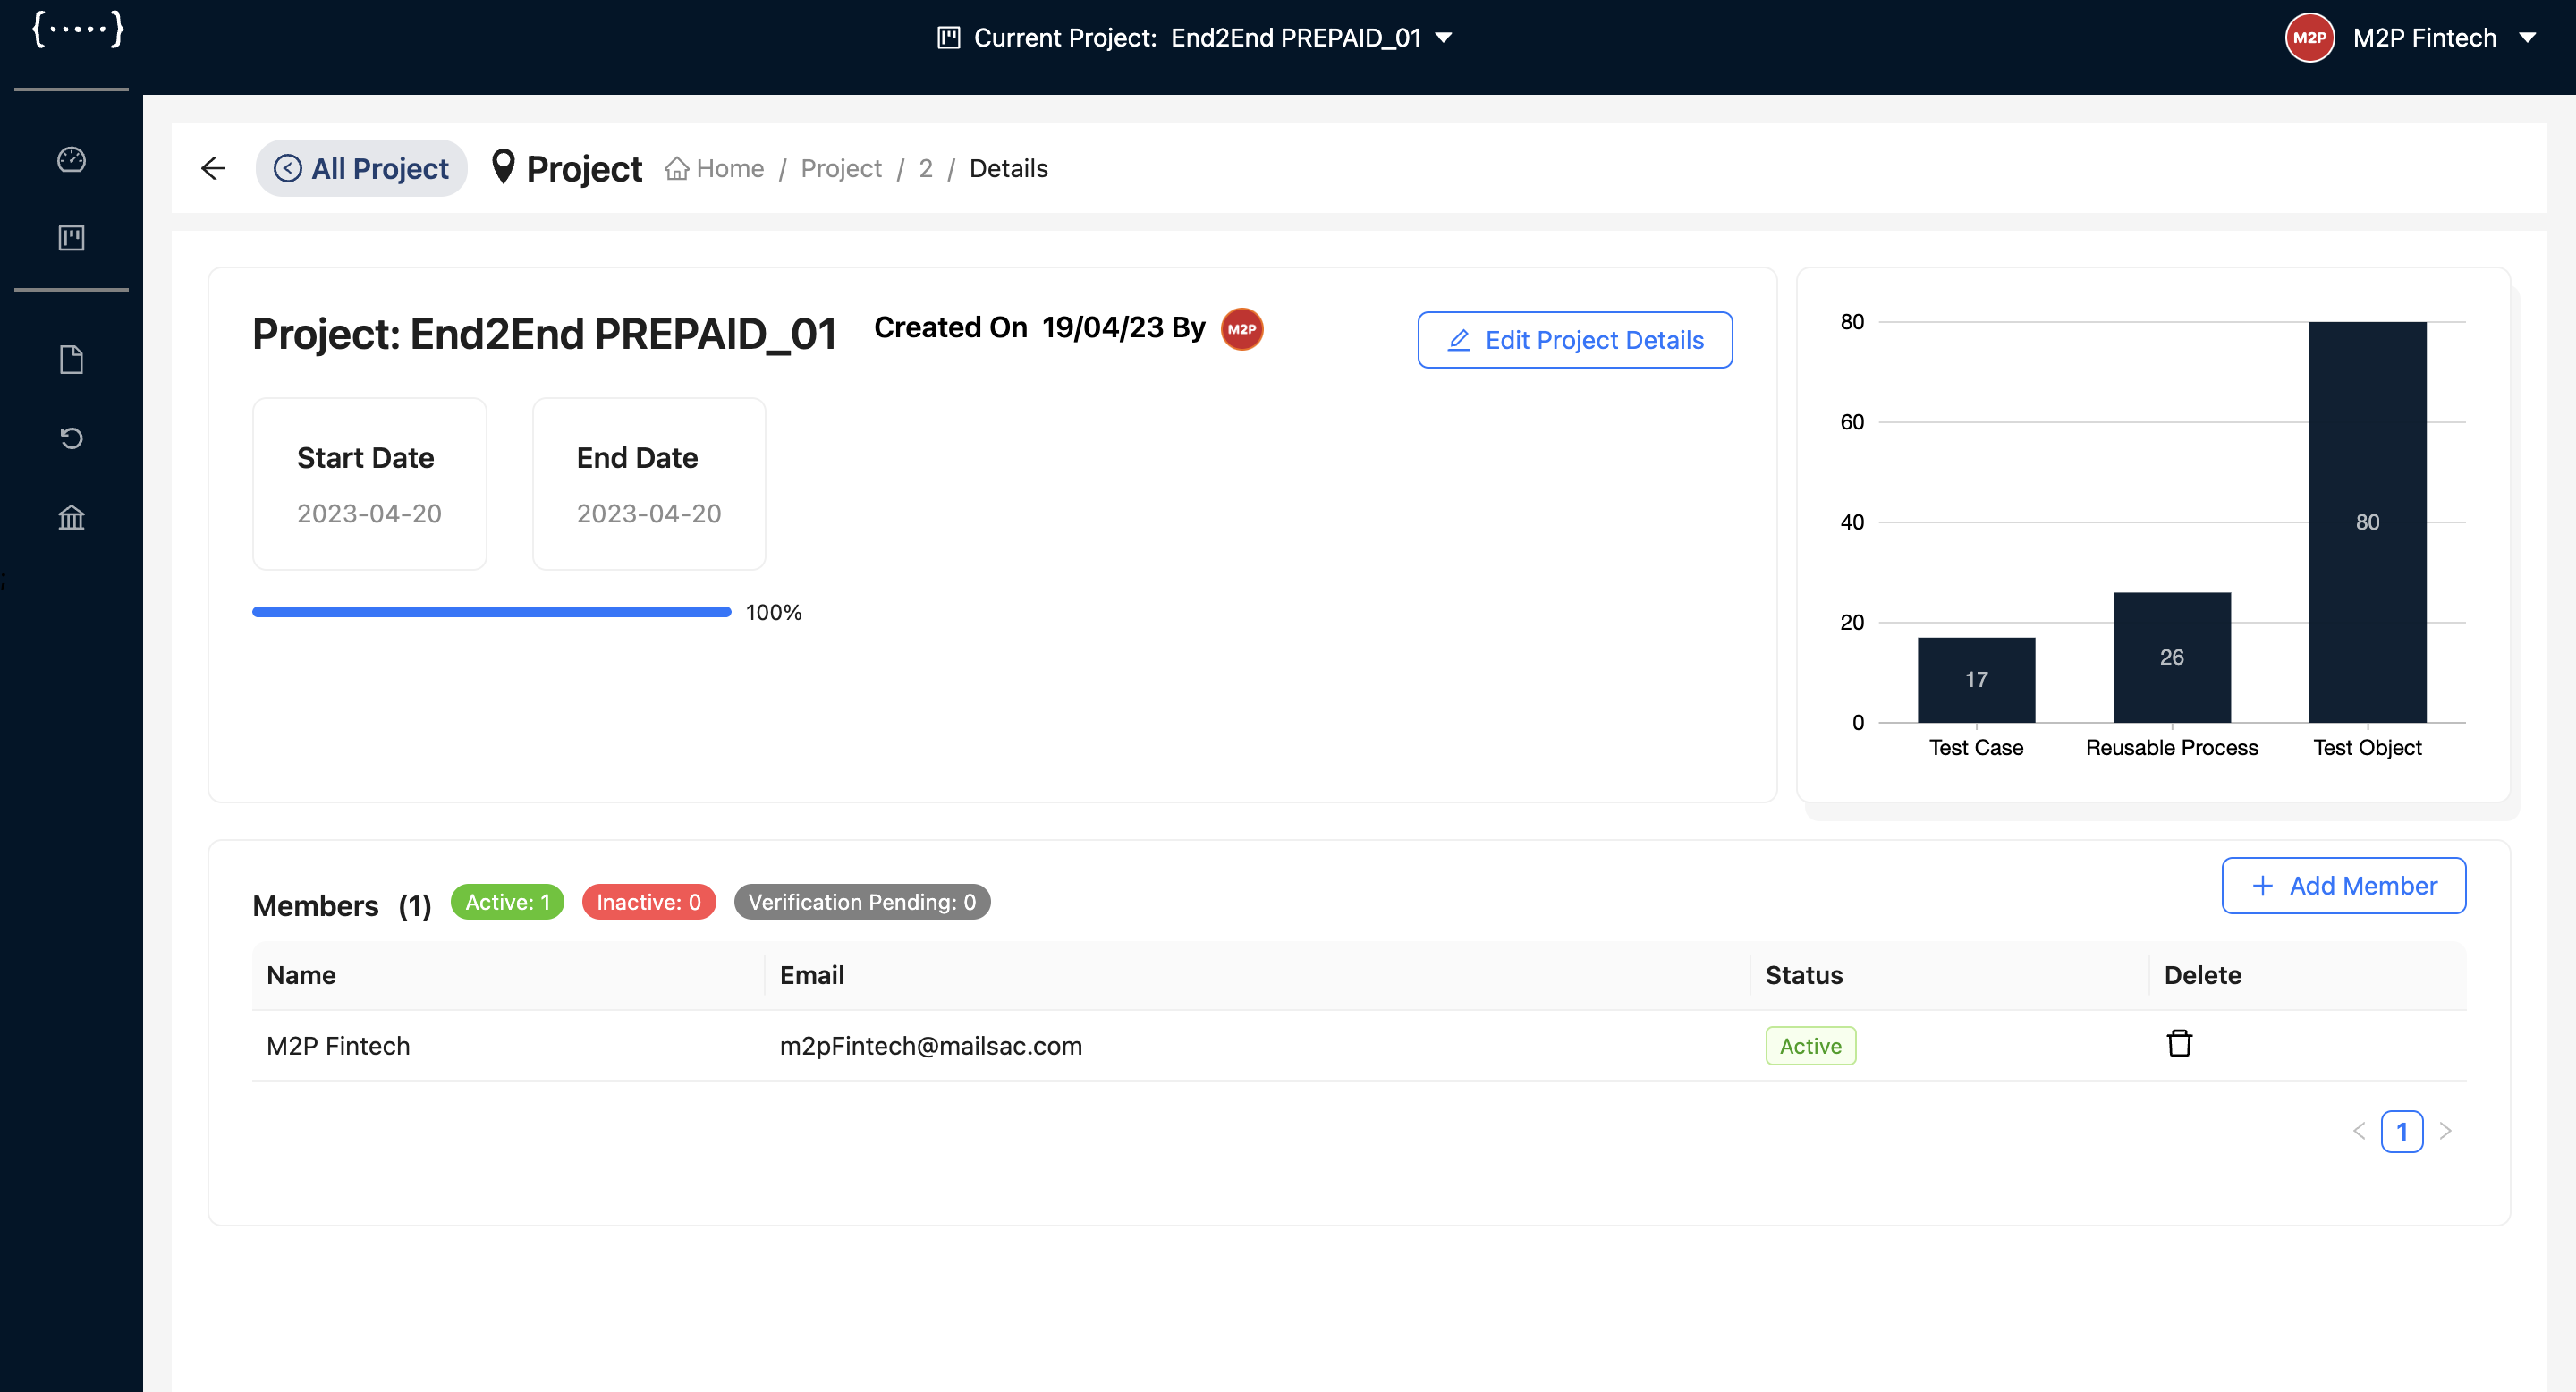 {·····}
Current Project: End2End PREPAID_01
M2P M2P Fintech
All Project Project Home / Project / 2 / Details
Project: End2End PREPAID_01 Created On 19/04/23 By M2P
Edit Project Details
Start Date End Date
2023-04-20 2023-04-20
100%
80
60
40
20
0
17
26
80
Test Case Reusable Process Test Object
;
Members (1) Active: 1 Inactive: 0 Verification Pending: 0
Add Member
Name Email Status Delete
M2P Fintech m2pFintech@mailsac.com Active
< 1 >